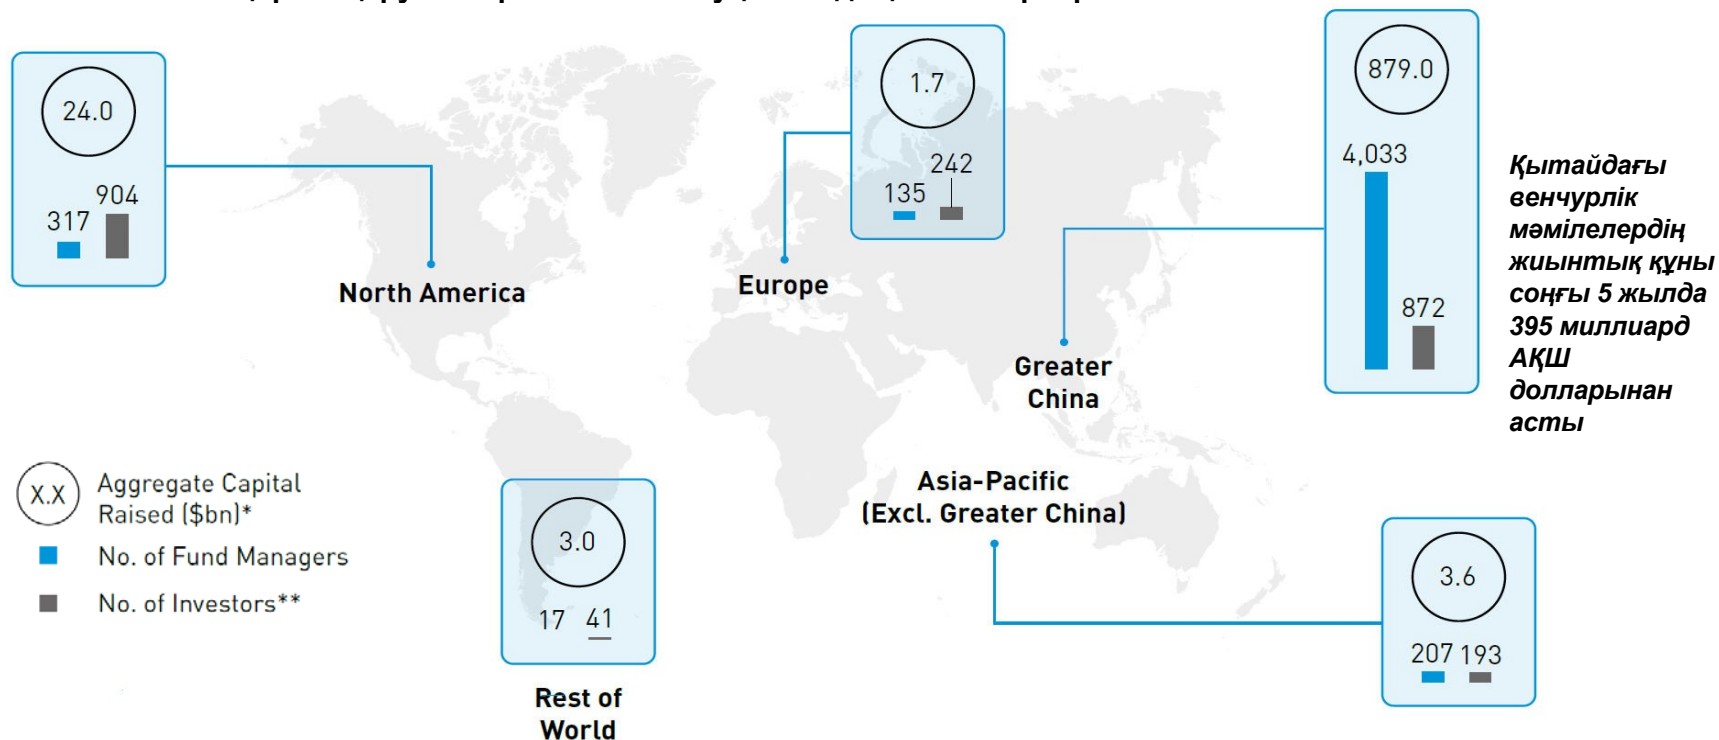 24.0
904
317
North America
1.7
242
135
Europe
879.0
4,033
872
Greater
China
Қытайдағы
венчурлік
мәмілелердің
жиынтық құны
соңғы 5 жылда
395 миллиард
АҚШ
долларынан
асты
X.X
Aggregate Capital
Raised ($bn)*
No. of Fund Managers
No. of Investors**
3.0
17 41
Rest of
World
Asia-Pacific
(Excl. Greater China)
3.6
207 193